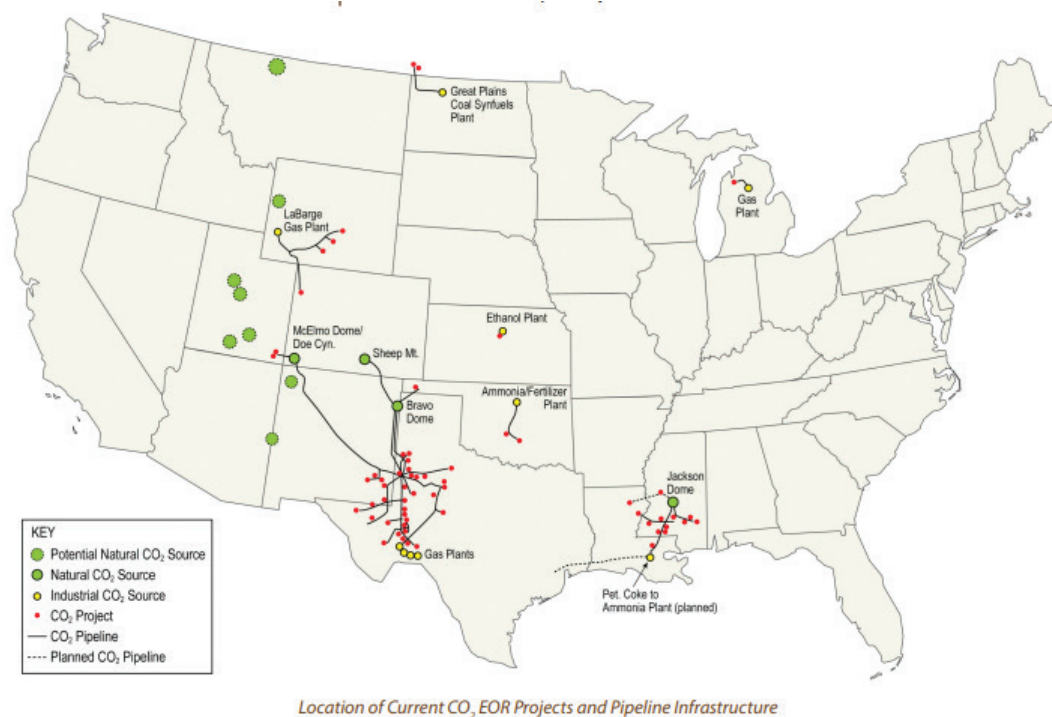 Great Plains
Coal Synfuels
Plant
Gas
Plant
LaBarge
Gas Plant
Ethanol Plant
McElmo Dome/
Doe Cyn.
Sheep Mt.
Ammonia/Fertilizer
Plant
Bravo
Dome
Jackson
Dome
Gas Plants
Pet. Coke to
Ammonia Plant (planned)
KEY
Potential Natural CO₂ Source
Natural CO₂ Source
Industrial CO₂ Source
CO₂ Project
CO₂ Pipeline
Planned CO₂ Pipeline
Location of Current CO₂ EOR Projects and Pipeline Infrastructure